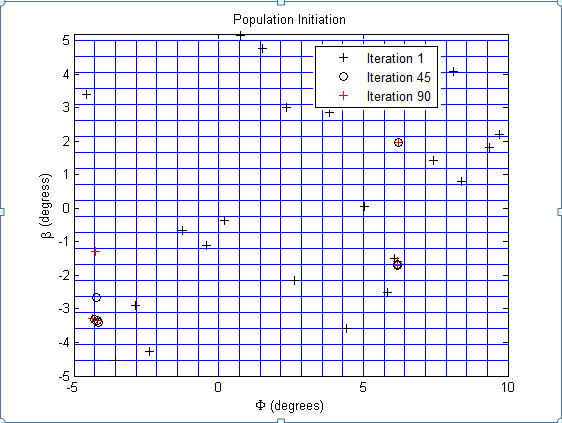 Population Initiation
Iteration 1
Iteration 45
Iteration 90
5
4
3
2
1
0
-1
-2
-3
-4
-5
β (degress)
-5
0
5
10
Φ (degrees)